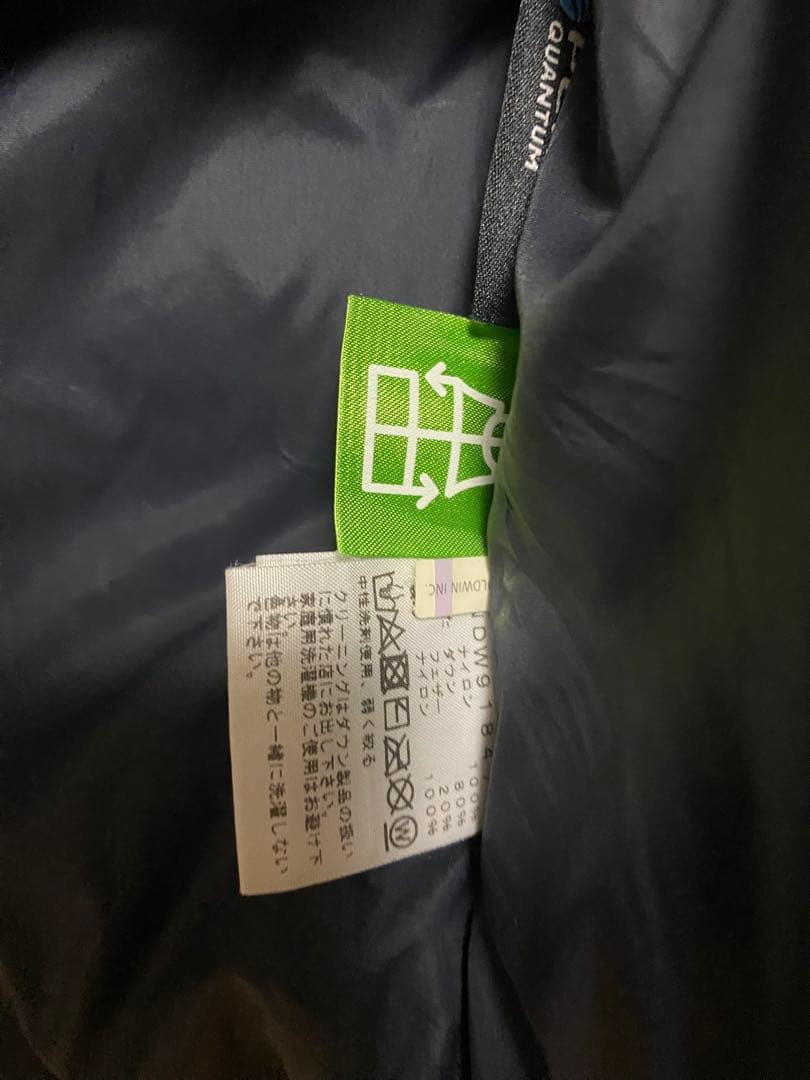 QUANTUM
LDWIN INC.
NDW9184
ナイロン 100%
ダウン 80%
フェザー 20%
ナイロン 100%
W
中性洗剤使用、弱く絞る
クリーニングはダウン製品の扱い
に慣れた店にお出し下さい。
家庭用洗濯機のご使用はお避け下
さい。
色物は他の物と一緒に洗濯しない
で下さい。